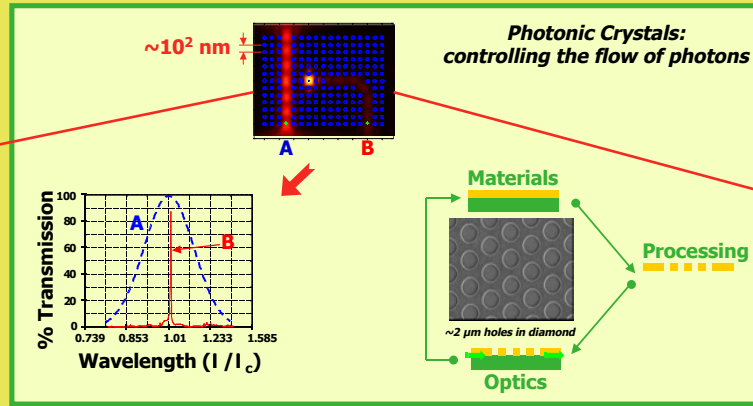 Photonic Crystals:
controlling the flow of photons
~10² nm
A
B
100
80
60
40
20
0
A
B
% Transmission
0.739
0.853
1.01
1.233
1.585
Wavelength (l /l c)
Materials
Processing
~2 µm holes in diamond
Optics